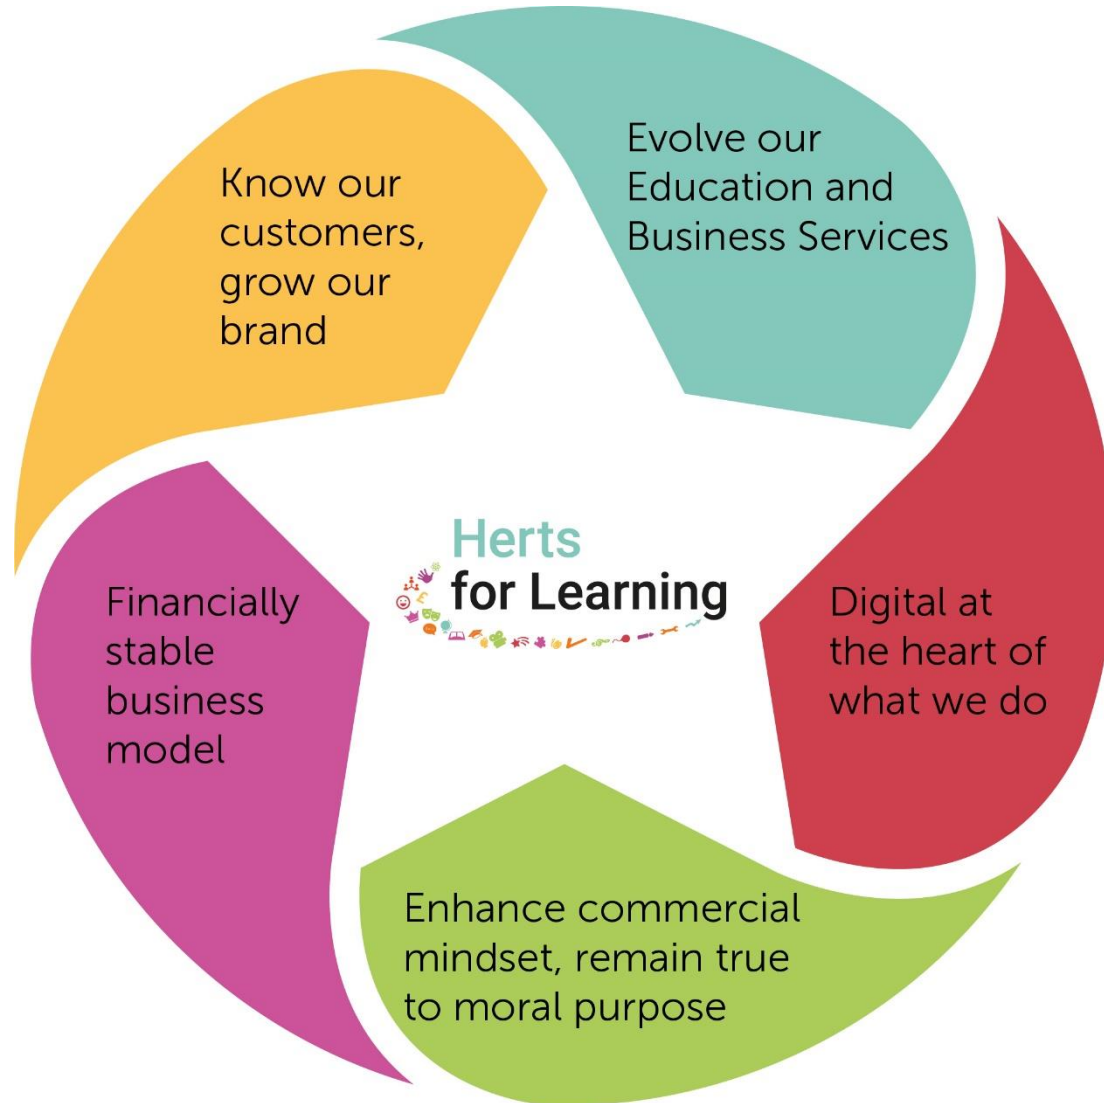 Evolve our
Education and
Business Services
Digital at
the heart of
what we do
Enhance commercial
mindset, remain true
to moral purpose
Financially
stable
business
model
Know our
customers,
grow our
brand
Herts
for Learning